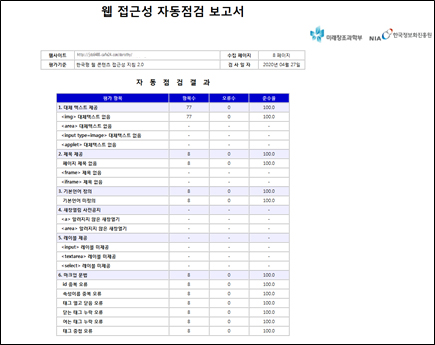 웹 접근성 자동점검 보고서
미래창조과학부 NIA 한국정보화진흥원
웹사이트 수집 페이지 8 페이지
평가기준 한국형 웹 콘텐츠 접근성 지침 2.0 검 사 일 자 2020년 04월 27일
자 동 점 검 결 과
평가 항목 항목수 오류수 준수율
1. 대체 텍스트 제공 77 0 100.0
<img> 대체텍스트 없음 77 0 100.0
<area> 대체텍스트 없음 - - -
<input type=image> 대체텍스트 없음 - - -
<applet> 대체텍스트 없음 - - -
2. 제목 제공 8 0 100.0
페이지 제목 없음 8 0 100.0
<frame> 제목 없음 - - -
<iframe> 제목 없음 - - -
3. 기본언어 정의 8 0 100.0
기본언어 미정의 8 0 100.0
4. 새창열림 사전공지 - - -
<a> 알려지지 않은 새창열기 - - -
<area> 알려지지 않은 새창열기 - - -
5. 레이블 제공 - - -
<input> 레이블 미제공 - - -
<textarea> 레이블 미제공 - - -
<select> 레이블 미제공 - - -
6. 마크업 문법 8 0 100.0
id 중복 오류 8 0 100.0
속성이름 중복 오류 8 0 100.0
태그 열고 닫음 오류 8 0 100.0
닫는 태그 누락 오류 8 0 100.0
여는 태그 누락 오류 8 0 100.0
태그 중첩 오류 8 0 100.0